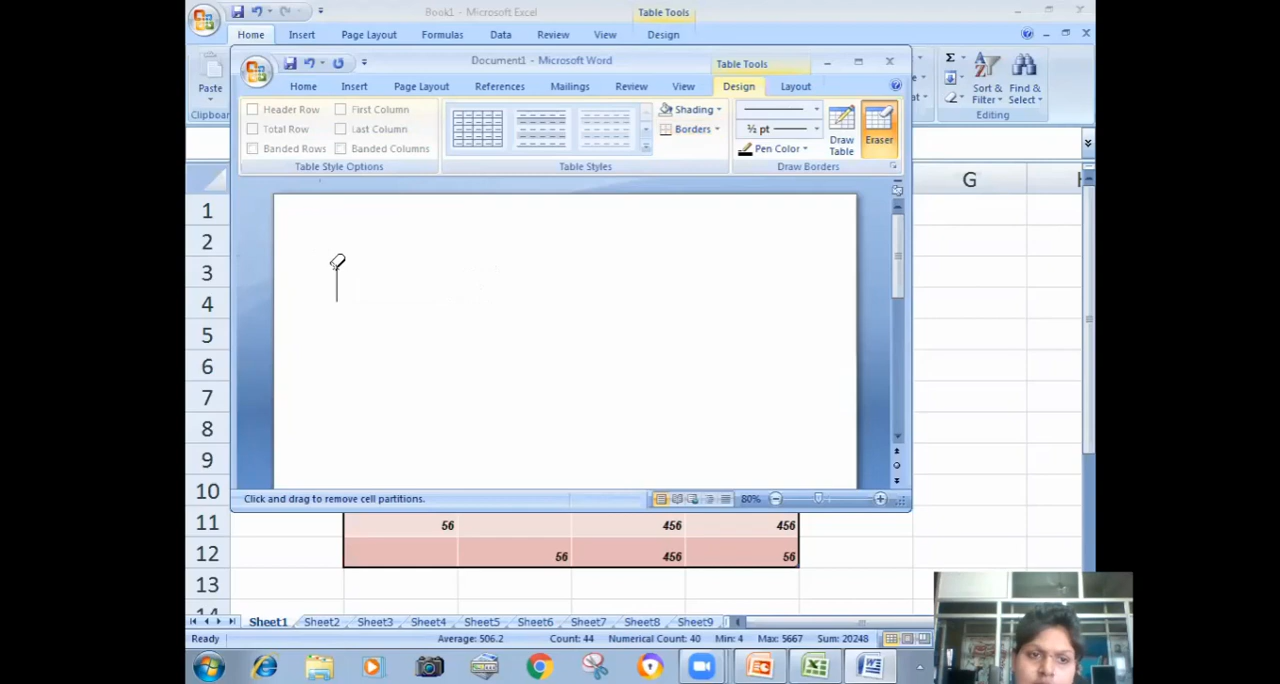 Book1 - Microsoft Excel
Table Tools
Home Insert Page Layout Formulas Data Review View Design
Paste
Clipboar
Σ
Sort & Filter
Find & Select
Editing
Document1 - Microsoft Word
Table Tools
Home Insert Page Layout References Mailings Review View Design Layout
Header Row First Column
Total Row Last Column
Banded Rows Banded Columns
Table Style Options
Table Styles
Shading
Borders
½ pt
Pen Color
Draw Table
Eraser
Draw Borders
G H
1
2
3
4
5
6
7
8
9
10
Click and drag to remove cell partitions. 80%
11 56 456 456
12 56 456 56
13
14
Sheet1 Sheet2 Sheet3 Sheet4 Sheet5 Sheet6 Sheet7 Sheet8 Sheet9
Ready Average: 506.2 Count: 44 Numerical Count: 40 Min: 4 Max: 5667 Sum: 20248